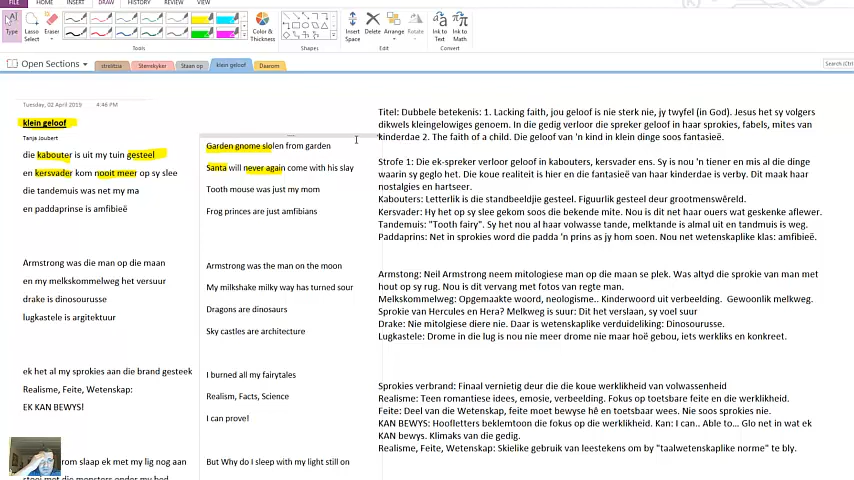 HOME INSERT DRAW HISTORY REVIEW VIEW
Type
Lasso Select
Eraser
Tools
Color & Thickness
Shapes
Insert Space
Delete
Arrange
Rotate
Edit
Ink to Text
Ink to Math
Convert
Open Sections
Sterskyker
Staan op
klein geloof
Daarom
Search (Ctrl
Tuesday, 02 April 2019 4:46 PM
klein geloof
Tanja Joubert
die kabouter is uit my tuin gesteel
en kersvader kom nooit meer op sy slee
die tandemuis was net my ma
en paddaprinse is amfibieë
Armstrong was die man op die maan
en my melkskommelweg het versuur
drake is dinosourusse
lugkastele is argitektuur
ek het al my sprokies aan die brand gesteek
Realisme, Feite, Wetenskap:
EK KAN BEWYS!
rom slaap ek met my lig nog aan
Garden gnome slolen from garden
Santa will never again come with his slay
Tooth mouse was just my mom
Frog princes are just amfibians
Armstrong was the man on the moon
My milkshake milky way has turned sour
Dragons are dinosaurs
Sky castles are architecture
I burned all my fairytales
Realism, Facts, Science
I can prove!
But Why do I sleep with my light still on
Titel: Dubbele betekenis: 1. Lacking faith, jou geloof is nie sterk nie, jy twyfel (in God). Jesus het sy volgers
dikwels kleingelowiges genoem. In die gedig verloor die spreker geloof in haar sprokies, fabels, mites van
kinderdae 2. The faith of a child. Die geloof van 'n kind in klein dinge soos fantasieë.
Strofe 1: Die ek-spreker verloor geloof in kabouters, kersvader ens. Sy is nou 'n tiener en mis al die dinge
waarin sy geglo het. Die koue realiteit is hier en die fantasieë van haar kinderdae is verby. Dit maak haar
nostalgies en hartseer.
Kabouters: Letterlik is die standbeeldjie gesteel. Figuurlik gesteel deur grootmenswêreld.
Kersvader: Hy het op sy slee gekom soos die bekende mite. Nou is dit net haar ouers wat geskenke aflewer.
Tandemuis: "Tooth fairy". Sy het nou al haar volwasse tande, melktande is almal uit en tandmuis is weg.
Paddaprins: Net in sprokies word die padda 'n prins as jy hom soen. Nou net wetenskaplike klas: amfibieë.
Armstong: Neil Armstrong neem mitologiese man op die maan se plek. Was altyd die sprokie van man met
hout op sy rug. Nou is dit vervang met fotos van regte man.
Melkskommelweg: Opgemaakte woord, neologisme.. Kinderwoord uit verbeelding. Gewoonlik melkweg.
Sprokie van Hercules en Hera? Melkweg is suur: Dit het verslaan, sy voel suur
Drake: Nie mitolgiese diere nie. Daar is wetenskaplike verduideliking: Dinosourusse.
Lugkastele: Drome in die lug is nou nie meer drome nie maar hoë gebou, iets werkliks en konkreet.
Sprokies verbrand: Finaal vernietig deur die die koue werklikheid van volwassenheid
Realisme: Teen romantiese idees, emosie, verbeelding. Fokus op toetsbare feite en die werklikheid.
Feite: Deel van die Wetenskap, feite moet bewyse hê en toetsbaar wees. Nie soos sprokies nie.
KAN BEWYS: Hoofletters beklemtoon die fokus op die werklikheid. Kan: I can.. Able to... Glo net in wat ek
KAN bewys. Klimaks van die gedig.
Realisme, Feite, Wetenskap: Skielike gebruik van leestekens om by "taalwetenskaplike norme" te bly.